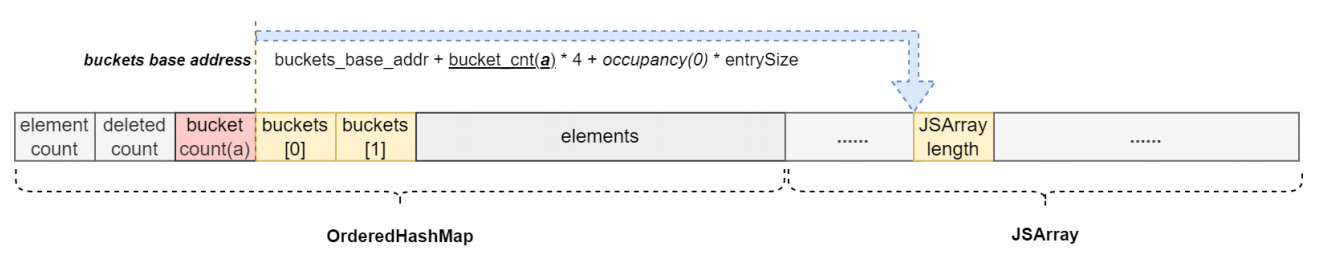 buckets base address
buckets_base_addr + bucket_cnt(a) * 4 + occupancy(0) * entrySize
element
count
deleted
count
bucket
count(a)
buckets
[0]
buckets
[1]
elements
......
JSArray
length
......
OrderedHashMap
JSArray